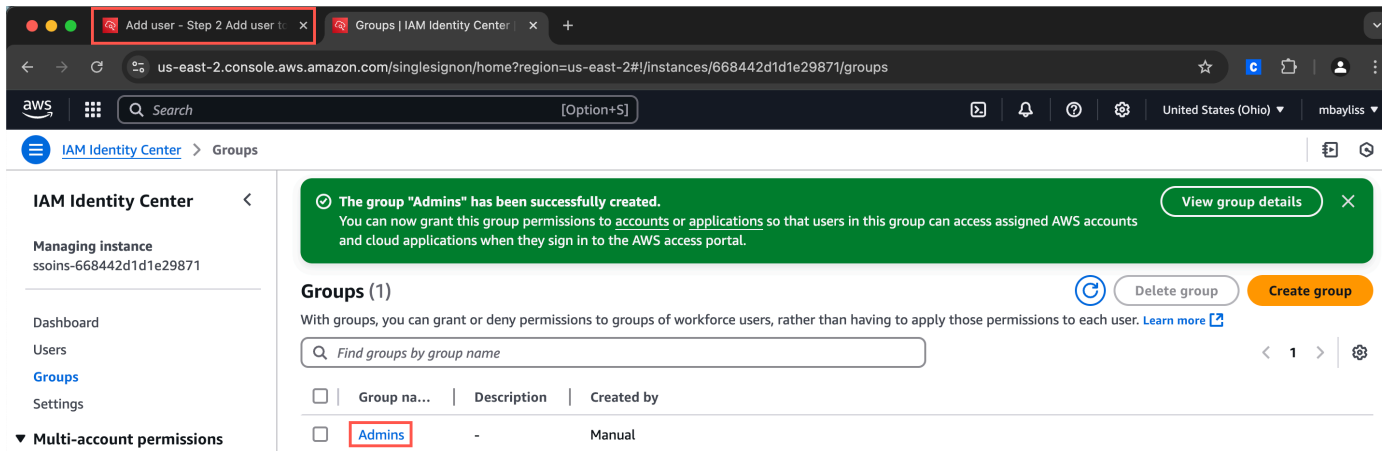 Add user - Step 2 Add user to
Groups | IAM Identity Center
us-east-2.console.aws.amazon.com/singlesignon/home?region=us-east-2#!/instances/668442d1d1e29871/groups
aws
Search
[Option+S]
United States (Ohio)
mbayliss
IAM Identity Center > Groups
IAM Identity Center
Managing instance
ssoins-668442d1d1e29871
Dashboard
Users
Groups
Settings
Multi-account permissions
The group "Admins" has been successfully created.
You can now grant this group permissions to accounts or applications so that users in this group can access assigned AWS accounts
and cloud applications when they sign in to the AWS access portal.
View group details
Groups (1)
Delete group
Create group
With groups, you can grant or deny permissions to groups of workforce users, rather than having to apply those permissions to each user. Learn more
Find groups by group name
1
Group na... Description Created by
Admins - Manual